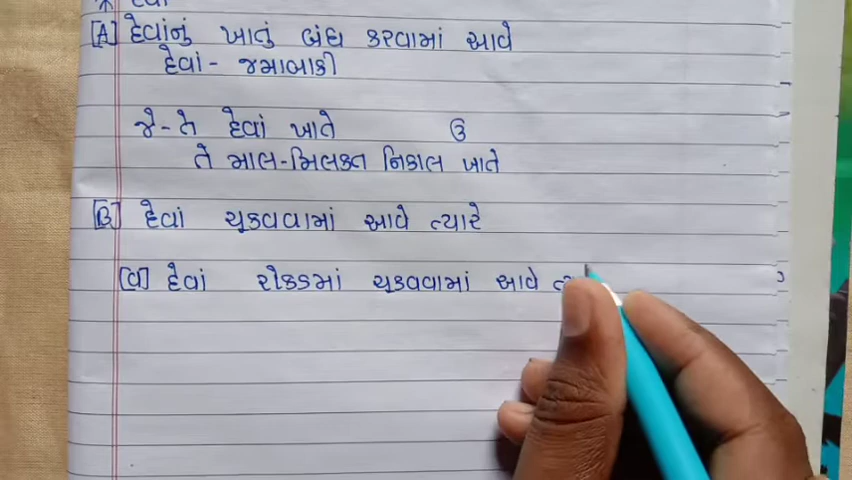 દેવાં
[A] દેવાંનું ખાતું બંધ કરવામાં આવે
દેવાં - જમાબાકી
જે-તે દેવાં ખાતે ઉ
તે માલ-મિલકત નિકાલ ખાતે
[B] દેવાં ચૂકવવામાં આવે ત્યારે
દેવાં રોકડમાં ચૂકવવામાં આવે